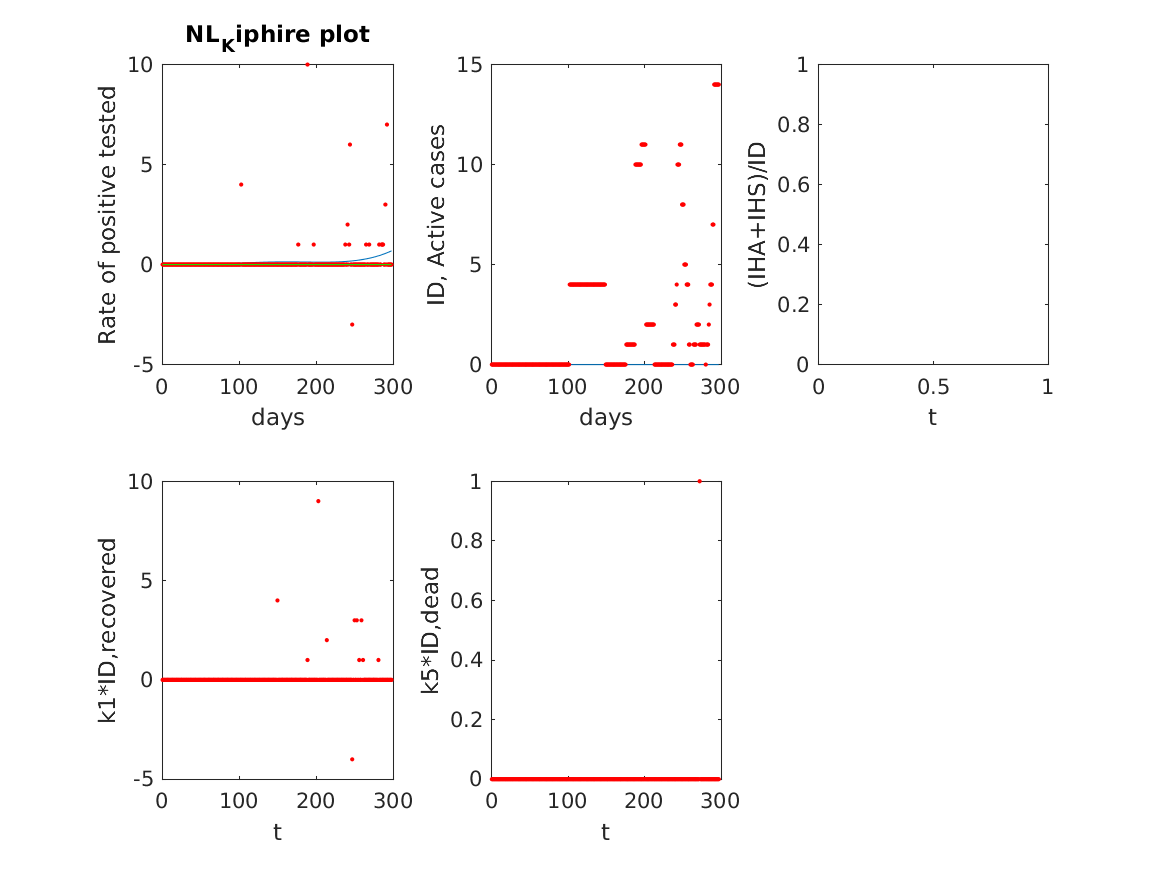 NL_Kiphire plot
10
5
0
-5
0 100 200 300
days
Rate of positive tested
15
10
5
0
0 100 200 300
days
ID, Active cases
1
0.8
0.6
0.4
0.2
0
0 0.5 1
t
(IHA+IHS)/ID
10
5
0
-5
0 100 200 300
t
k1*ID,recovered
1
0.8
0.6
0.4
0.2
0
0 100 200 300
t
k5*ID,dead